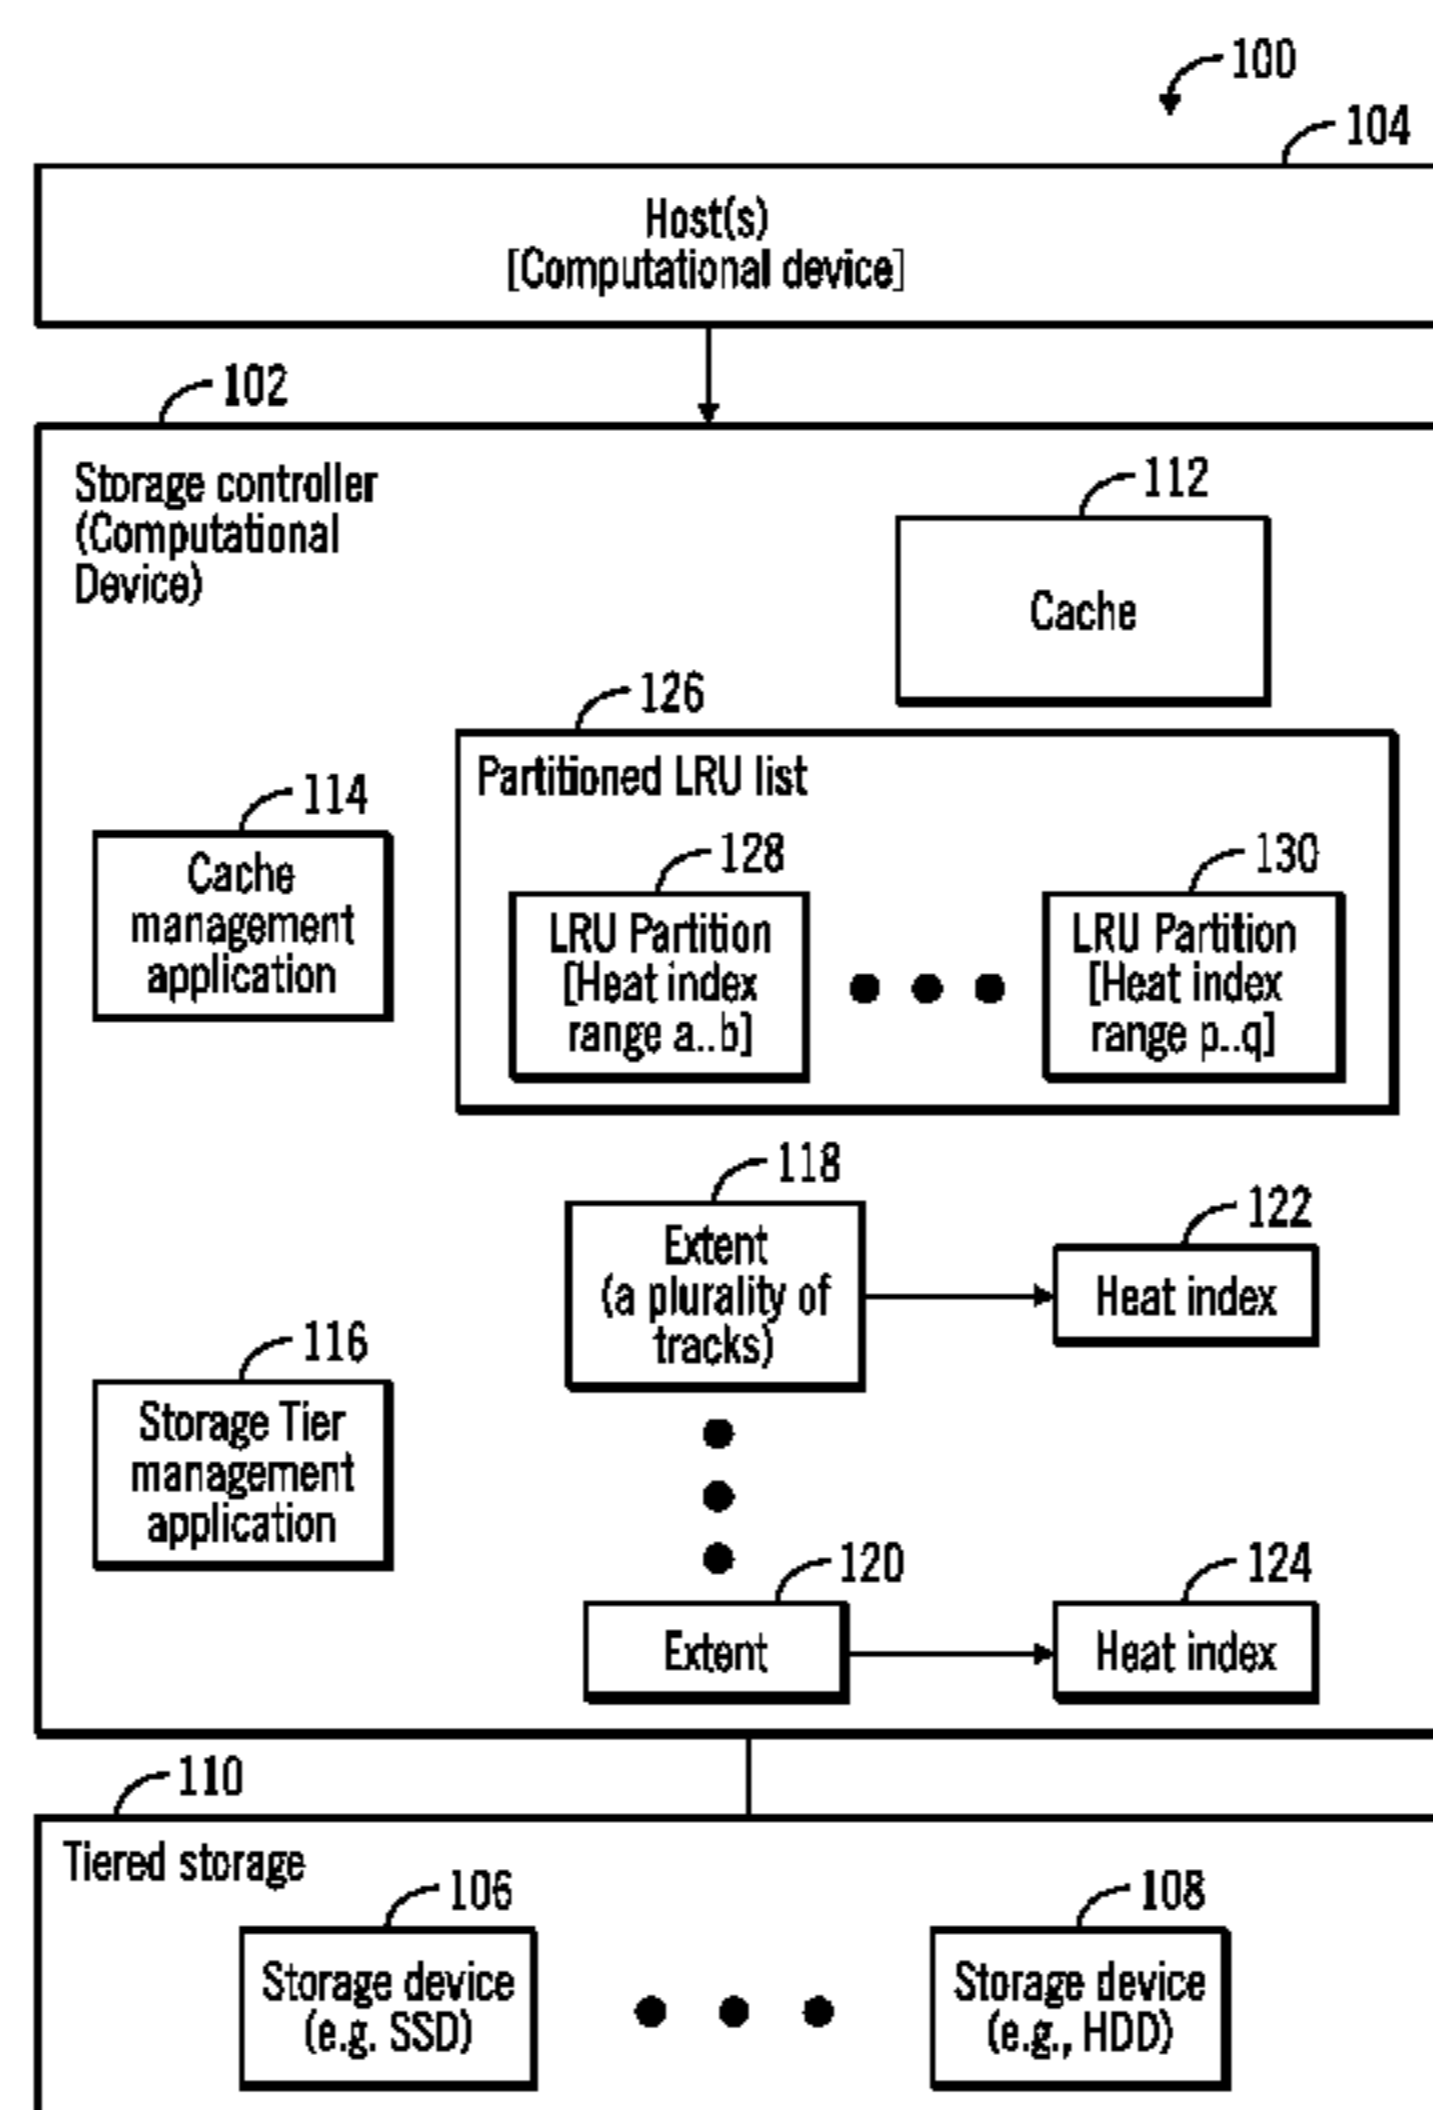 100
104
Host(s)
[Computational device]
102
Storage controller
(Computational
Device)
112
Cache
126
Partitioned LRU list
114
Cache
management
application
128
LRU Partition
[Heat index
range a..b]
130
LRU Partition
[Heat index
range p..q]
118
Extent
(a plurality of
tracks)
122
Heat index
116
Storage Tier
management
application
120
Extent
124
Heat index
110
Tiered storage
106
Storage device
(e.g. SSD)
108
Storage device
(e.g., HDD)